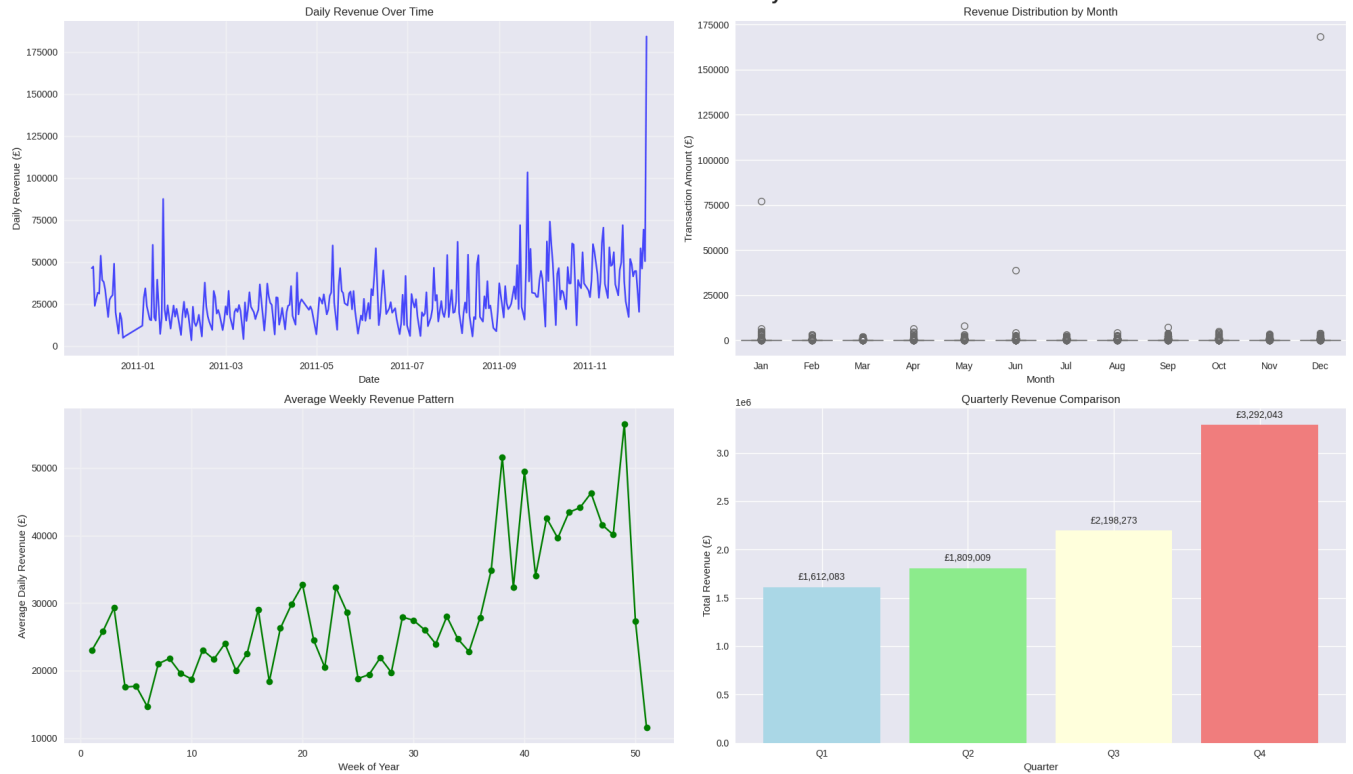 Daily Revenue Over Time
175000
150000
125000
100000
75000
50000
25000
0
Daily Revenue (£)
2011-01 2011-03 2011-05 2011-07 2011-09 2011-11
Date
Revenue Distribution by Month
175000
150000
125000
100000
75000
50000
25000
0
Transaction Amount (£)
Jan Feb Mar Apr May Jun Jul Aug Sep Oct Nov Dec
Month
Average Weekly Revenue Pattern
50000
40000
30000
20000
10000
Average Daily Revenue (£)
0 10 20 30 40 50
Week of Year
Quarterly Revenue Comparison
1e6
3.0
2.5
2.0
1.5
1.0
0.5
0.0
Total Revenue (£)
£1,612,083
£1,809,009
£2,198,273
£3,292,043
Q1 Q2 Q3 Q4
Quarter